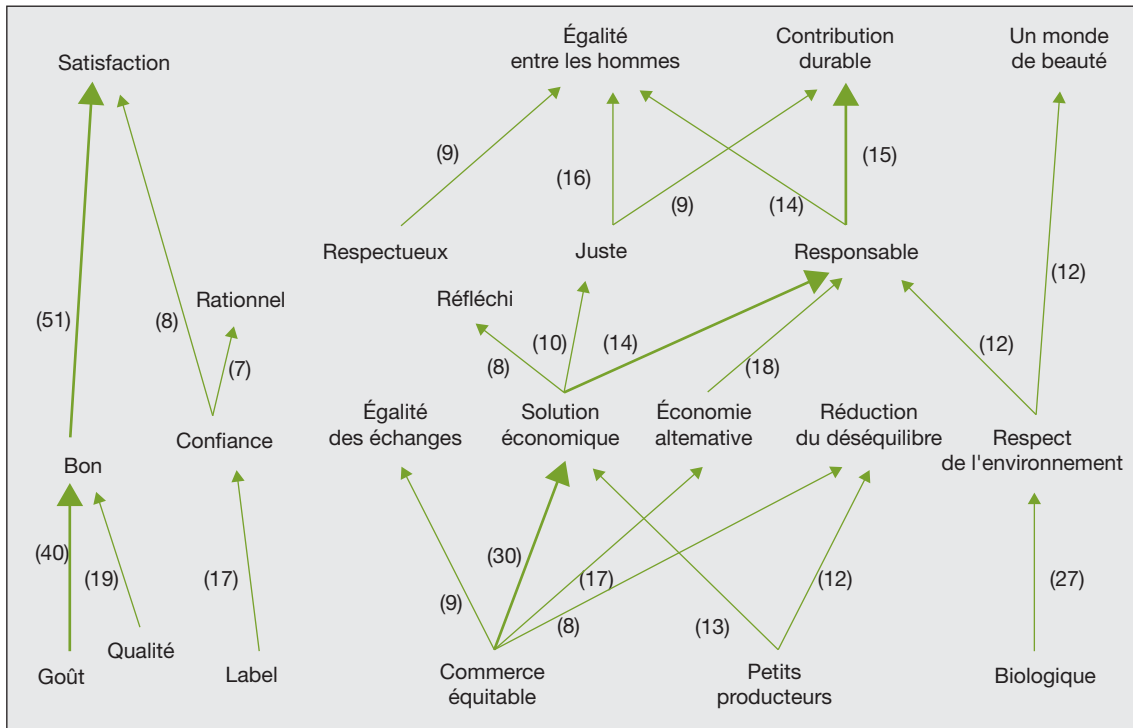 Égalité
entre les hommes
Contribution
durable
Un monde
de beauté
Satisfaction
(9)
(16)
(9)
(14)
(15)
Respectueux
Juste
Responsable
(12)
Rationnel
Réfléchi
(51)
(8)
(7)
(8)
(10)
(14)
(18)
(12)
Égalité
des échanges
Solution
économique
Économie
altemative
Réduction
du déséquilibre
Confiance
Bon
Respect
de l'environnement
(40)
(19)
(17)
(9)
(30)
(17)
(8)
(13)
(12)
(27)
Goût
Qualité
Label
Commerce
équitable
Petits
producteurs
Biologique